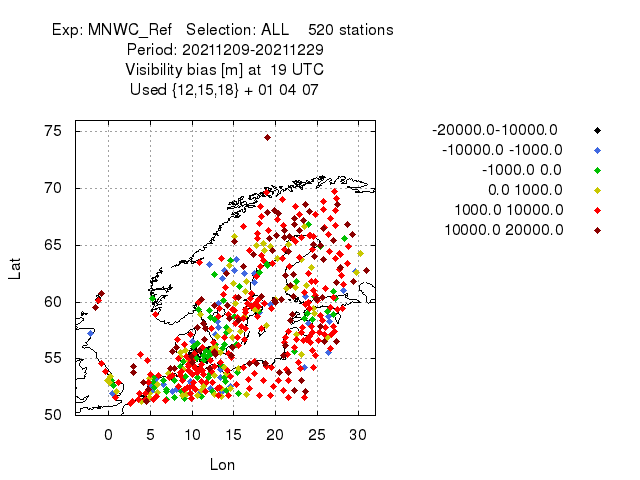 Exp: MNWC_Ref   Selection: ALL    520 stations
Period: 20211209-20211229
Visibility bias [m] at  19 UTC
Used {12,15,18} + 01 04 07
-20000.0-10000.0
-10000.0 -1000.0
-1000.0 0.0
0.0 1000.0
1000.0 10000.0
10000.0 20000.0
75
70
65
60
55
50
Lat
0 5 10 15 20 25 30
Lon